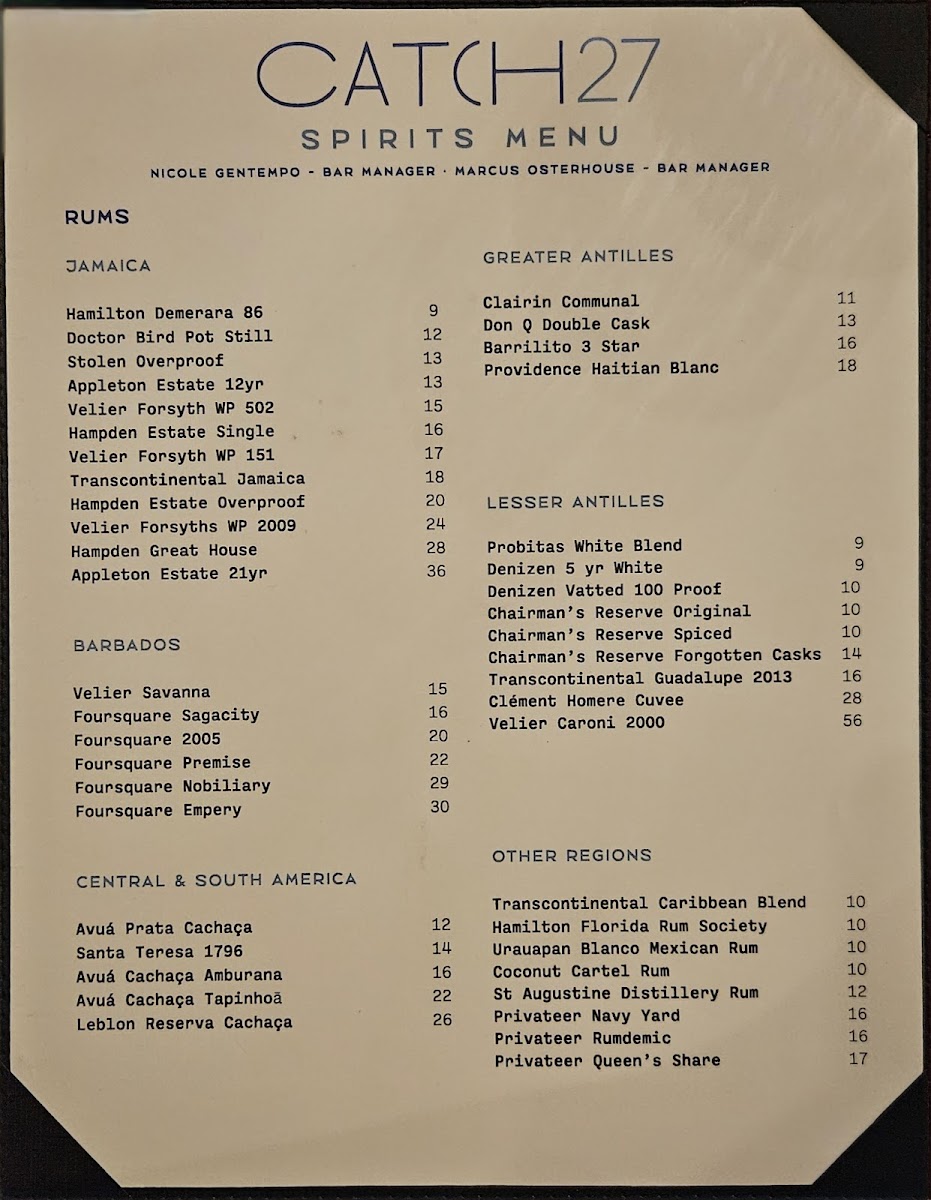 CATCH27
SPIRITS MENU
NICOLE GENTEMPO - BAR MANAGER · MARCUS OSTERHOUSE - BAR MANAGER
RUMS
JAMAICA
Hamilton Demerara 86 9
Doctor Bird Pot Still 12
Stolen Overproof 13
Appleton Estate 12yr 13
Velier Forsyth WP 502 15
Hampden Estate Single 16
Velier Forsyth WP 151 17
Transcontinental Jamaica 18
Hampden Estate Overproof 20
Velier Forsyths WP 2009 24
Hampden Great House 28
Appleton Estate 21yr 36
BARBADOS
Velier Savanna 15
Foursquare Sagacity 16
Foursquare 2005 20
Foursquare Premise 22
Foursquare Nobiliary 29
Foursquare Empery 30
CENTRAL & SOUTH AMERICA
Avuá Prata Cachaça 12
Santa Teresa 1796 14
Avuá Cachaça Amburana 16
Avuá Cachaça Tapinhoā 22
Leblon Reserva Cachaça 26
GREATER ANTILLES
Clairin Communal 11
Don Q Double Cask 13
Barrilito 3 Star 16
Providence Haitian Blanc 18
LESSER ANTILLES
Probitas White Blend 9
Denizen 5 yr White 9
Denizen Vatted 100 Proof 10
Chairman's Reserve Original 10
Chairman's Reserve Spiced 10
Chairman's Reserve Forgotten Casks 14
Transcontinental Guadalupe 2013 16
Clément Homere Cuvee 28
Velier Caroni 2000 56
OTHER REGIONS
Transcontinental Caribbean Blend 10
Hamilton Florida Rum Society 10
Urauapan Blanco Mexican Rum 10
Coconut Cartel Rum 10
St Augustine Distillery Rum 12
Privateer Navy Yard 16
Privateer Rumdemic 16
Privateer Queen's Share 17